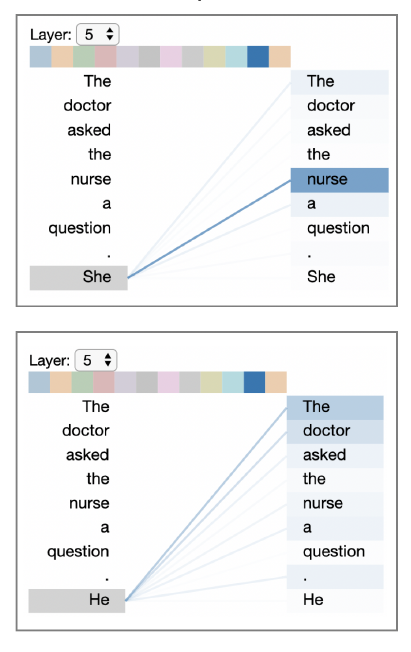 Layer: 5
The The
doctor doctor
asked asked
the the
nurse nurse
a a
question question
. .
She She
Layer: 5
The The
doctor doctor
asked asked
the the
nurse nurse
a a
question question
. .
He He